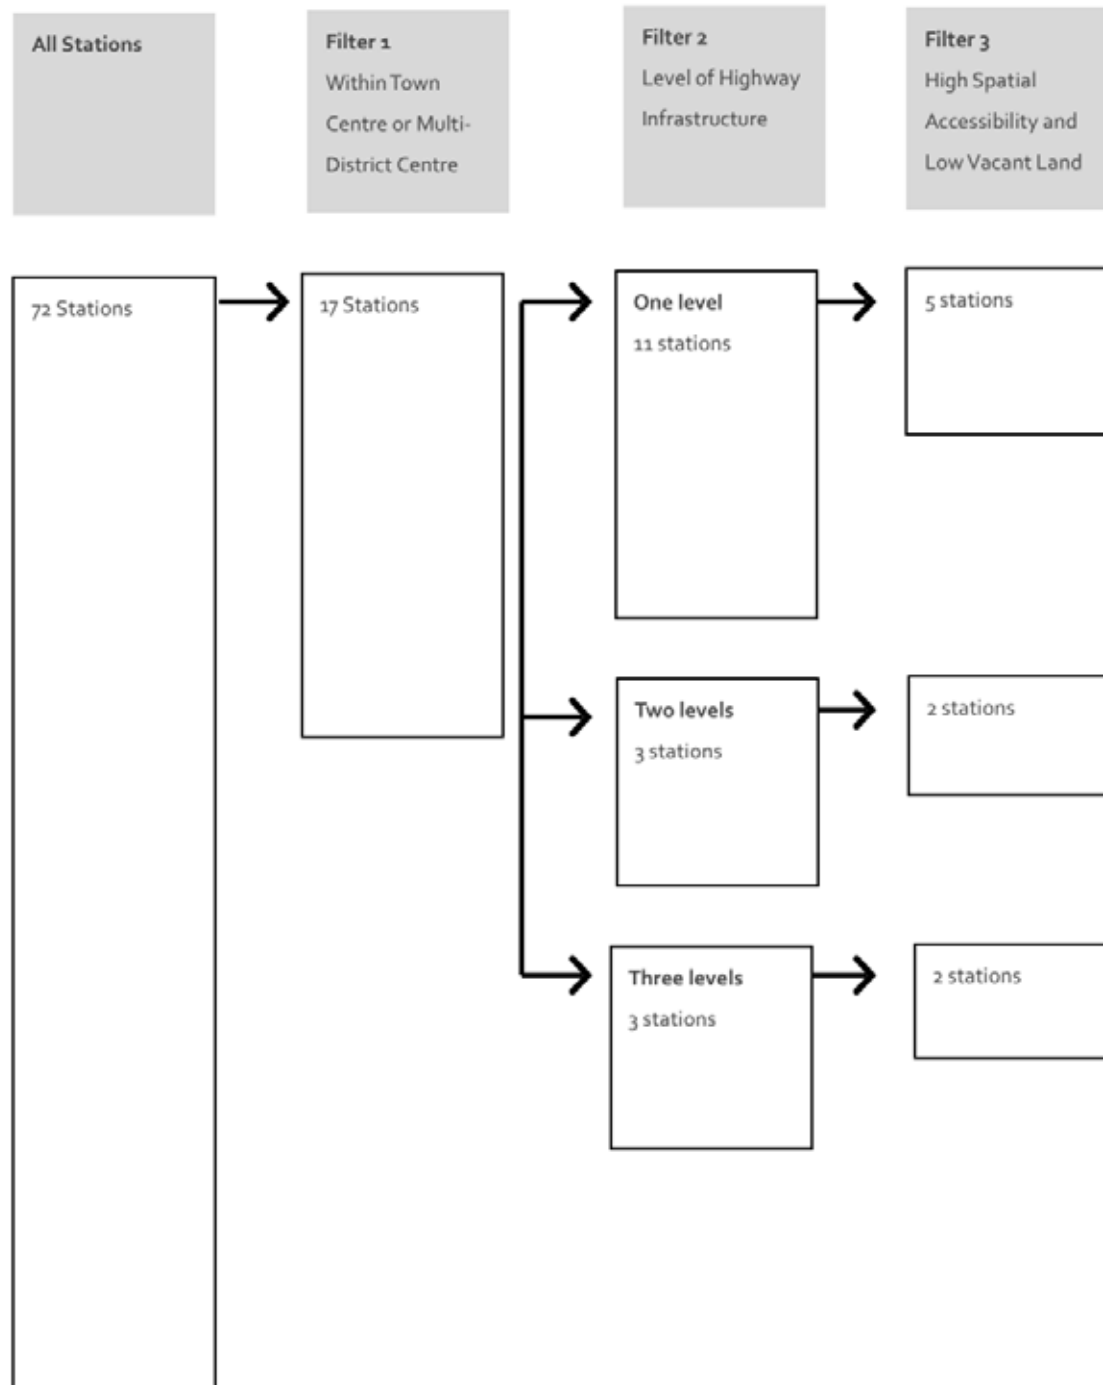 All Stations
Filter 1
Within Town
Centre or Multi-
District Centre
Filter 2
Level of Highway
Infrastructure
Filter 3
High Spatial
Accessibility and
Low Vacant Land
72 Stations
17 Stations
One level
11 stations
5 stations
Two levels
3 stations
2 stations
Three levels
3 stations
2 stations